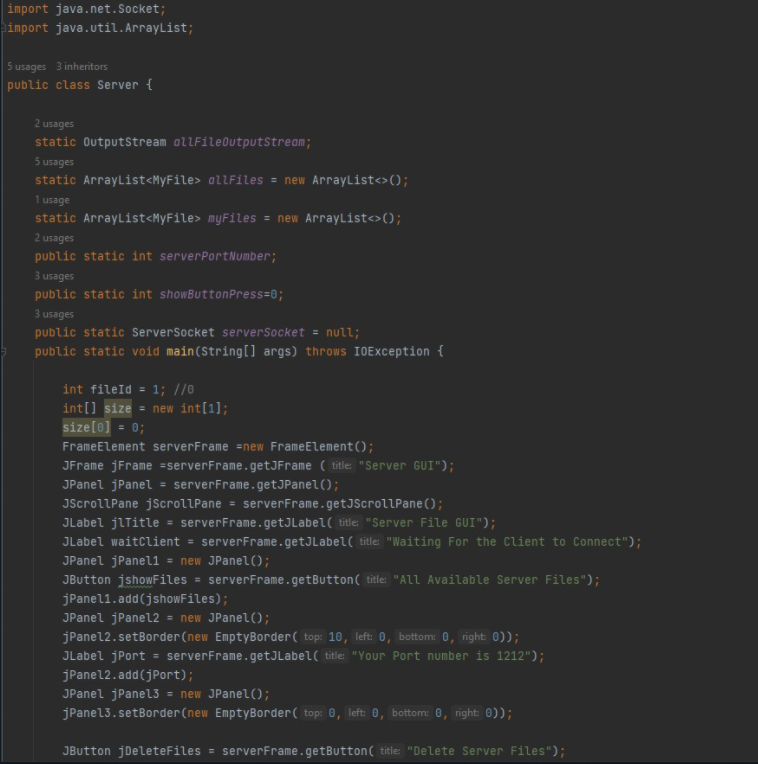 import java.net.Socket;
import java.util.ArrayList;
5 usages 3 inheritors
public class Server {
2 usages
static OutputStream allFileOutputStream;
5 usages
static ArrayList<MyFile> allFiles = new ArrayList<>();
1 usage
static ArrayList<MyFile> myFiles = new ArrayList<>();
2 usages
public static int serverPortNumber;
3 usages
public static int showButtonPress=0;
3 usages
public static ServerSocket serverSocket = null;
public static void main(String[] args) throws IOException {
int fileId = 1; //0
int[] size = new int[1];
size[0] = 0;
FrameElement serverFrame =new FrameElement();
JFrame jFrame =serverFrame.getJFrame ( title: "Server GUI");
JPanel jPanel = serverFrame.getJPanel();
JScrollPane jScrollPane = serverFrame.getJScrollPane();
JLabel jlTitle = serverFrame.getJLabel( title: "Server File GUI");
JLabel waitClient = serverFrame.getJLabel( title: "Waiting For the Client to Connect");
JPanel jPanel1 = new JPanel();
JButton jshowFiles = serverFrame.getButton( title: "All Available Server Files");
jPanel1.add(jshowFiles);
JPanel jPanel2 = new JPanel();
jPanel2.setBorder(new EmptyBorder( top: 10, left: 0, bottom: 0, right: 0));
JLabel jPort = serverFrame.getJLabel( title: "Your Port number is 1212");
jPanel2.add(jPort);
JPanel jPanel3 = new JPanel();
jPanel3.setBorder(new EmptyBorder( top: 0, left: 0, bottom: 0, right: 0));
JButton jDeleteFiles = serverFrame.getButton( title: "Delete Server Files");